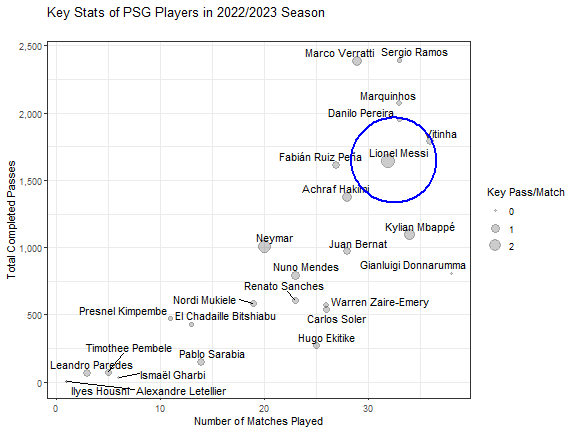 Key Stats of PSG Players in 2022/2023 Season
2,500
2,000
1,500
1,000
500
0
Total Completed Passes
Marco Verratti
Sergio Ramos
Marquinhos
Danilo Pereira
Vitinha
Fabián Ruiz Peña
Lionel Messi
Achraf Hakimi
Kylian Mbappé
Neymar
Juan Bernat
Nuno Mendes
Gianluigi Donnarumma
Renato Sanches
Nordi Mukiele
Warren Zaire-Emery
Presnel Kimpembe
El Chadaille Bitshiabu
Carlos Soler
Hugo Ekitike
Timothee Pembele
Pablo Sarabia
Leandro Paredes
Ismaël Gharbi
Ilyes Housni
Alexandre Letellier
0
10
20
30
Number of Matches Played
Key Pass/Match
0
1
2